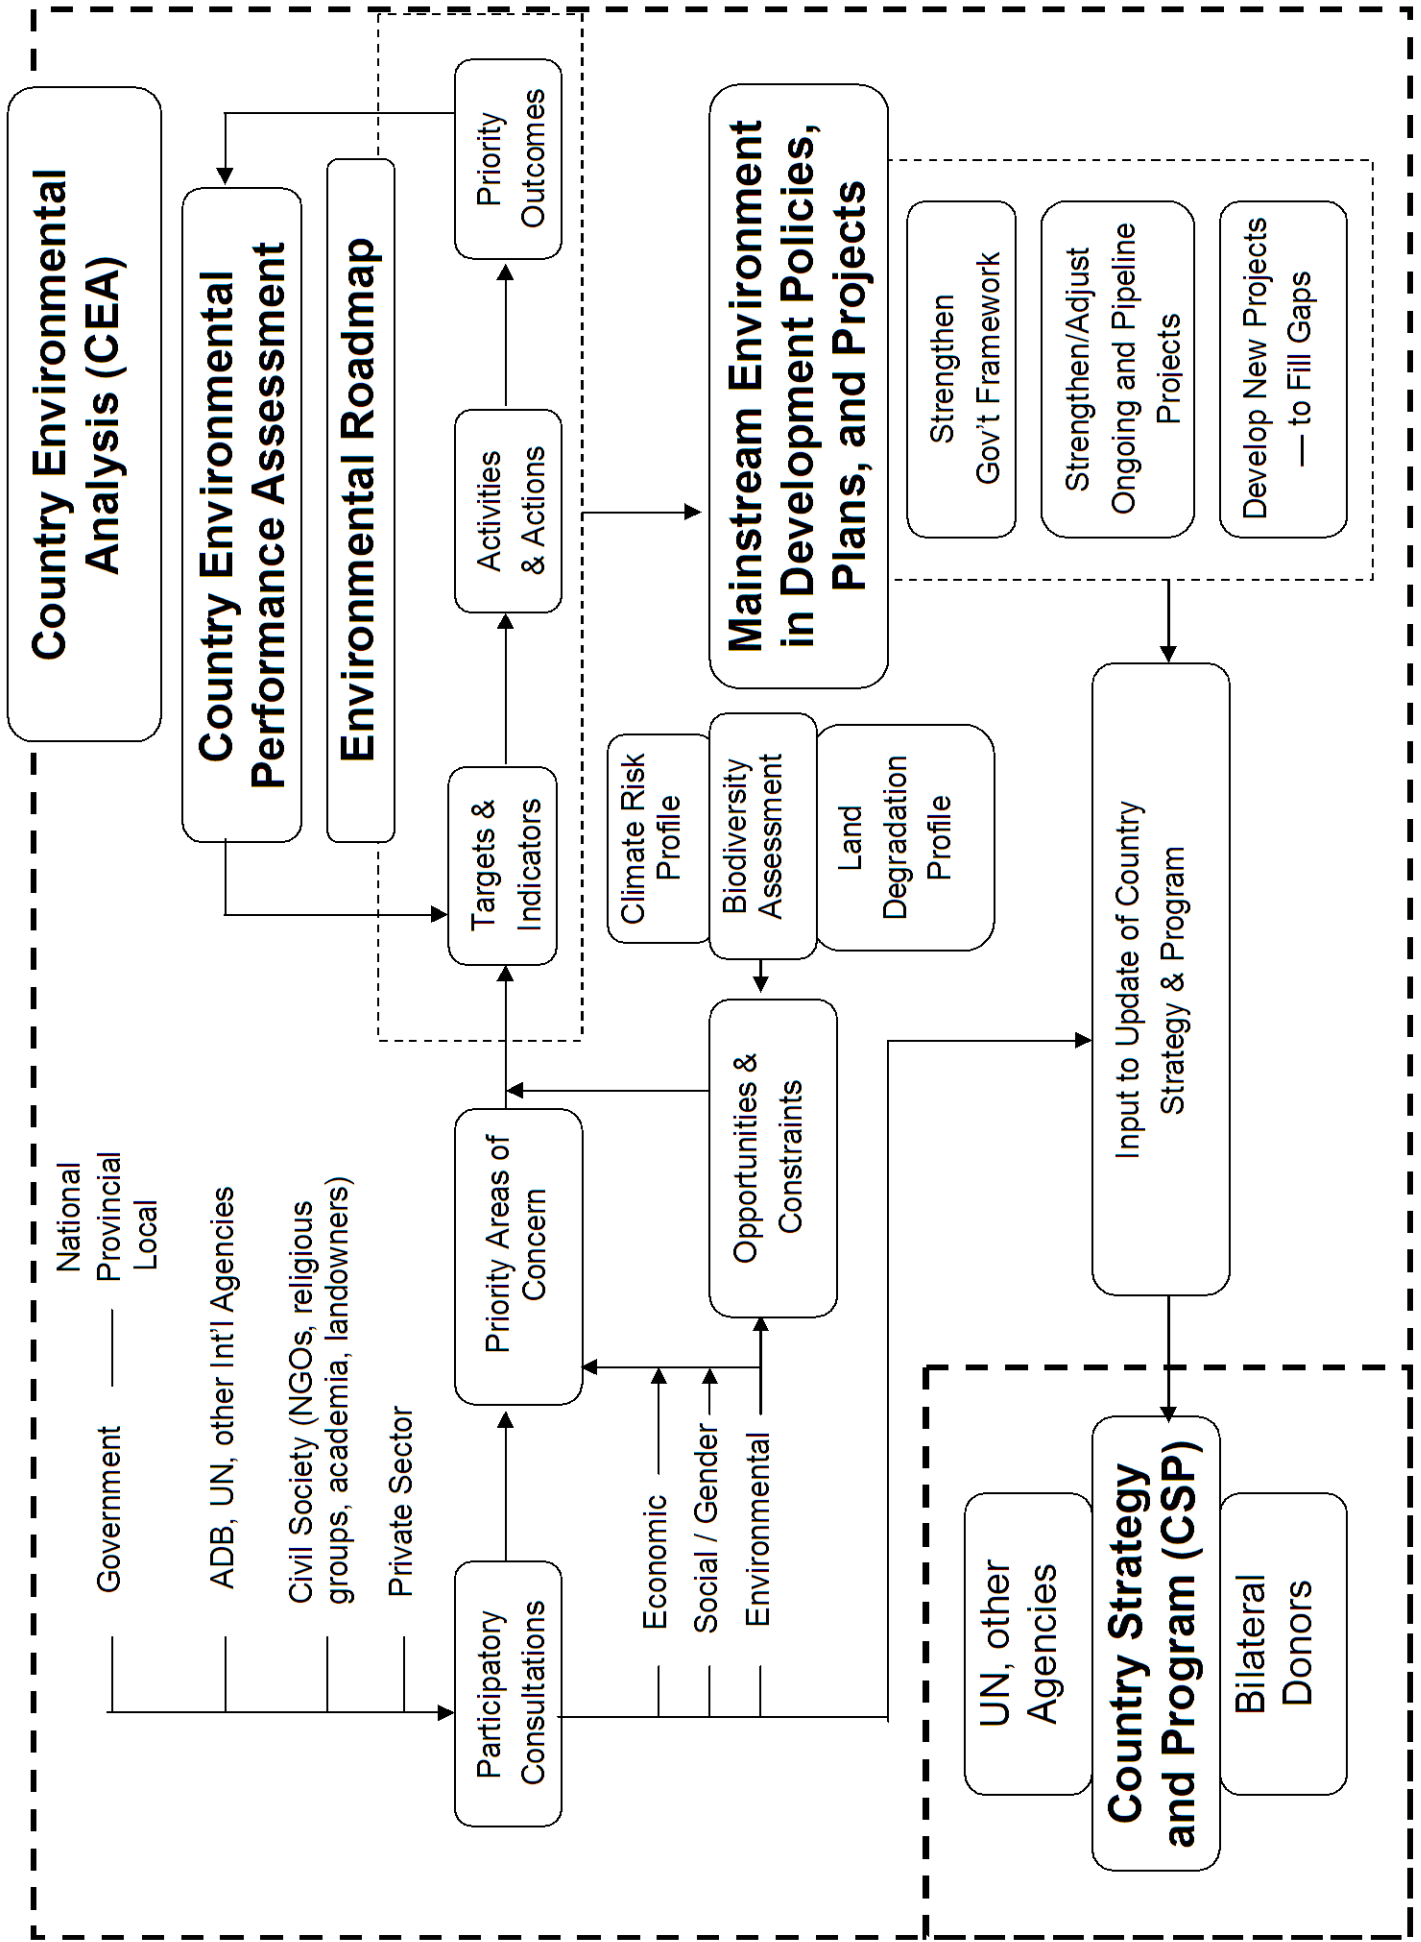 Country Environmental
Analysis (CEA)
Country Environmental
Performance Assessment
Environmental Roadmap
National
Government
Provincial
Local
ADB, UN, other Int'l Agencies
Civil Society (NGOs, religious
groups, academia, landowners)
Private Sector
Participatory
Consultations
Priority Areas of
Concern
Targets &
Indicators
Activities
& Actions
Priority
Outcomes
Economic
Social / Gender
Environmental
Opportunities &
Constraints
Climate Risk
Profile
Biodiversity
Assessment
Land
Degradation
Profile
Mainstream Environment
in Development Policies,
Plans, and Projects
Strengthen
Gov't Framework
Strengthen/Adjust
Ongoing and Pipeline
Projects
Develop New Projects
— to Fill Gaps
UN, other
Agencies
Country Strategy
and Program (CSP)
Bilateral
Donors
Input to Update of Country
Strategy & Program